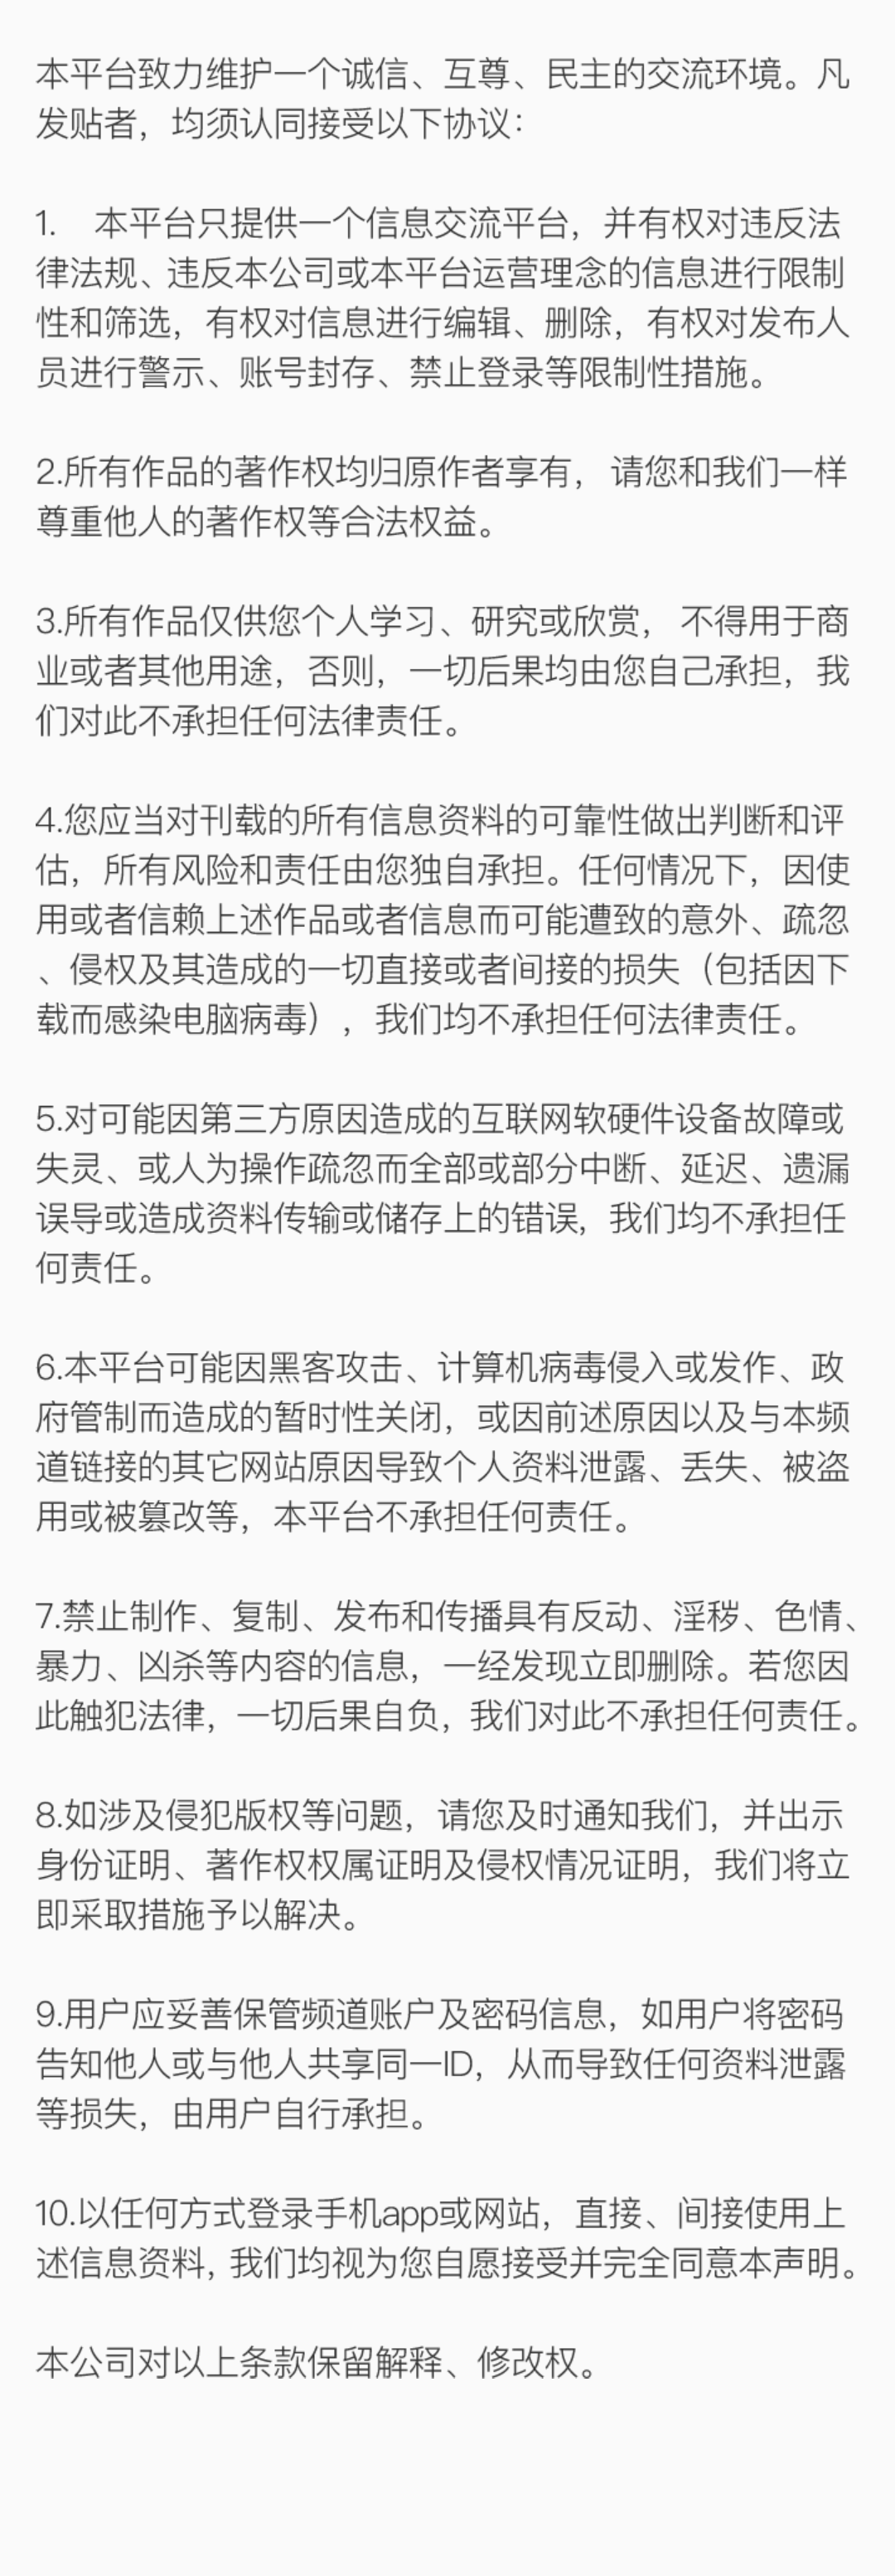 本平台致力维护一个诚信、互尊、民主的交流环境。凡
发贴者，均须认同接受以下协议：
1.　本平台只提供一个信息交流平台，并有权对违反法
律法规、违反本公司或本平台运营理念的信息进行限制
性和筛选，有权对信息进行编辑、删除，有权对发布人
员进行警示、账号封存、禁止登录等限制性措施。
2.所有作品的著作权均归原作者享有， 请您和我们一样
尊重他人的著作权等合法权益。
3.所有作品仅供您个人学习、研究或欣赏， 不得用于商
业或者其他用途，否则，一切后果均由您自己承担，我
们对此不承担任何法律责任。
4.您应当对刊载的所有信息资料的可靠性做出判断和评
估，所有风险和责任由您独自承担。任何情况下，因使
用或者信赖上述作品或者信息而可能遭致的意外、疏忽
、侵权及其造成的一切直接或者间接的损失（包括因下
载而感染电脑病毒），我们均不承担任何法律责任。
5.对可能因第三方原因造成的互联网软硬件设备故障或
失灵、或人为操作疏忽而全部或部分中断、延迟、遗漏
误导或造成资料传输或储存上的错误，我们均不承担任
何责任。
6.本平台可能因黑客攻击、计算机病毒侵入或发作、政
府管制而造成的暂时性关闭，或因前述原因以及与本频
道链接的其它网站原因导致个人资料泄露、丢失、被盗
用或被篡改等，本平台不承担任何责任。
7.禁止制作、复制、发布和传播具有反动、淫秽、色情、
暴力、凶杀等内容的信息，一经发现立即删除。若您因
此触犯法律，一切后果自负，我们对此不承担任何责任。
8.如涉及侵犯版权等问题，请您及时通知我们，并出示
身份证明、著作权权属证明及侵权情况证明，我们将立
即采取措施予以解决。
9.用户应妥善保管频道账户及密码信息，如用户将密码
告知他人或与他人共享同一ID，从而导致任何资料泄露
等损失，由用户自行承担。
10.以任何方式登录手机app或网站，直接、间接使用上
述信息资料，我们均视为您自愿接受并完全同意本声明。
本公司对以上条款保留解释、修改权。